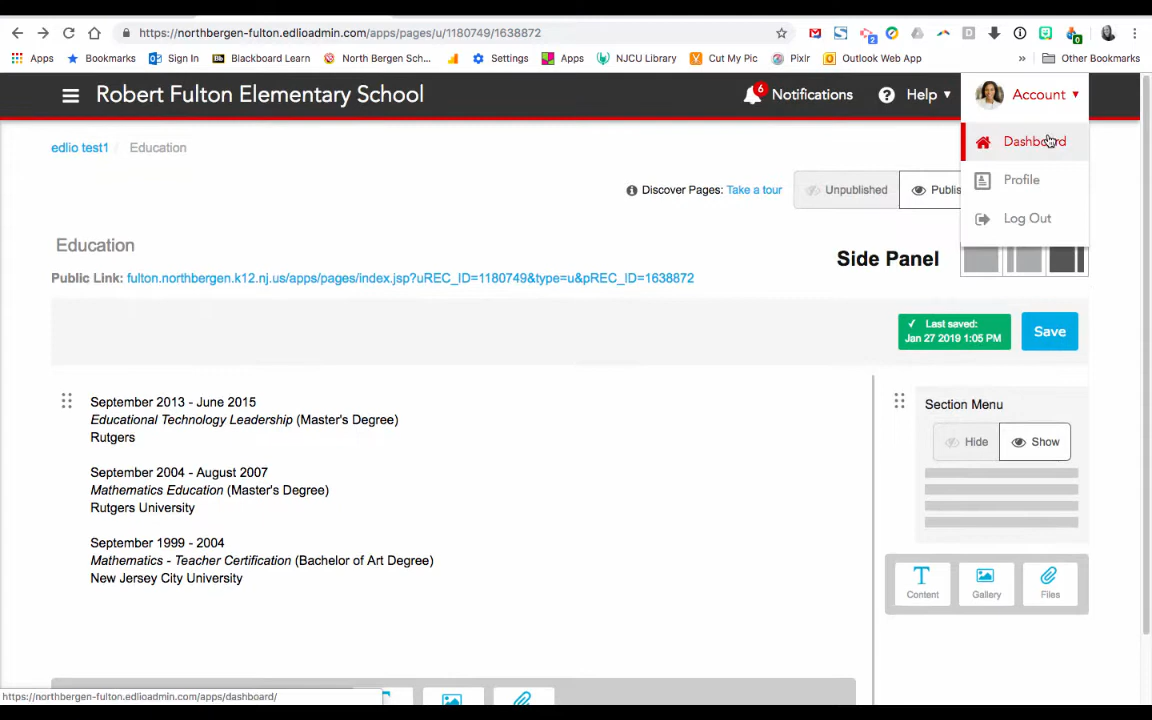 https://northbergen-fulton.edlioadmin.com/apps/pages/u/1180749/1638872
2
D
0
Apps Bookmarks Sign In Blackboard Learn North Bergen Sch... Settings Apps NJCU Library Cut My Pic Pixlr Outlook Web App » Other Bookmarks
Robert Fulton Elementary School 6 Notifications ? Help Account
edlio test1 / Education
Dashboard
Discover Pages: Take a tour Unpublished Publis
Profile
Log Out
Education
Side Panel
Public Link: fulton.northbergen.k12.nj.us/apps/pages/index.jsp?uREC_ID=1180749&type=u&pREC_ID=1638872
✓ Last saved:
Jan 27 2019 1:05 PM
Save
September 2013 - June 2015
Educational Technology Leadership (Master's Degree)
Rutgers
September 2004 - August 2007
Mathematics Education (Master's Degree)
Rutgers University
September 1999 - 2004
Mathematics - Teacher Certification (Bachelor of Art Degree)
New Jersey City University
Section Menu
Hide Show
T
Content Gallery Files
https://northbergen-fulton.edlioadmin.com/apps/dashboard/